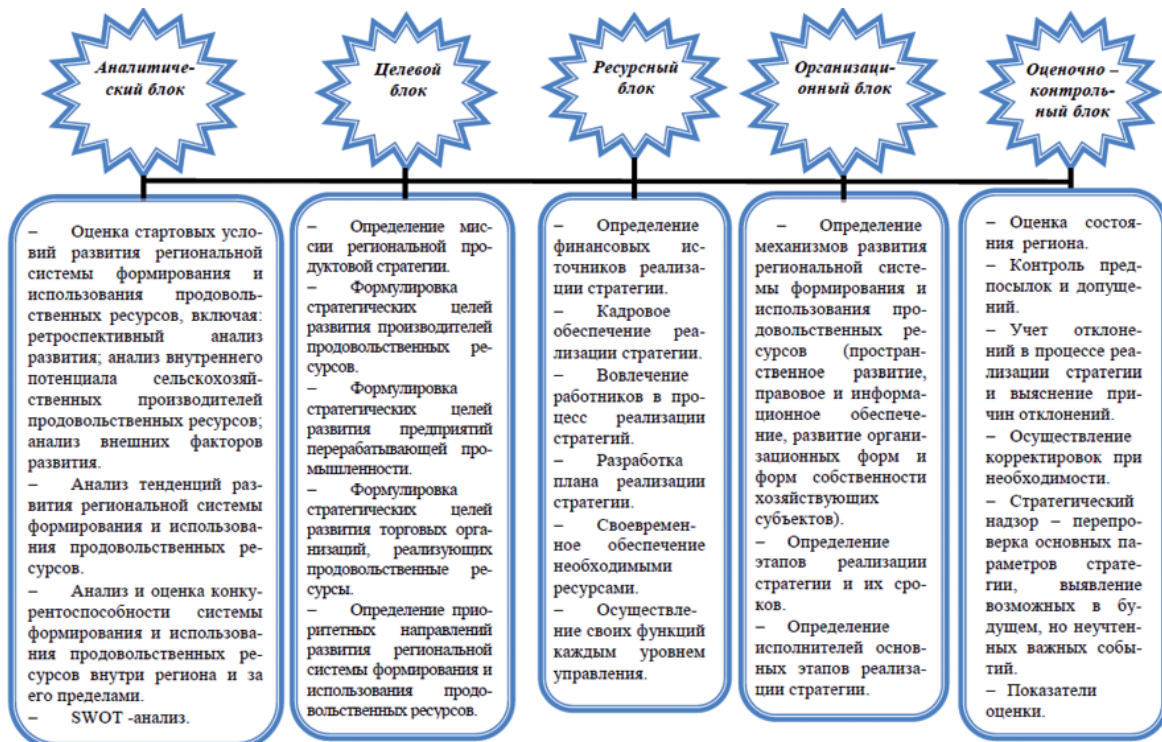 Аналитиче-
ский блок
Целевой
блок
Ресурсный
блок
Организаци-
онный блок
Оценочно –
контроль-
ный блок
– Оценка стартовых усло-
вий развития региональной
системы формирования и
использования продоволь-
ственных ресурсов, включая:
ретроспективный анализ
развития; анализ внутреннего
потенциала сельскохозяй-
ственных производителей
продовольственных ресурсов;
анализ внешних факторов
развития.
– Анализ тенденций раз-
вития региональной системы
формирования и использова-
ния продовольственных ре-
сурсов.
– Анализ и оценка конку-
рентоспособности системы
формирования и использова-
ния продовольственных ре-
сурсов внутри региона и за
его пределами.
– SWOT -анализ.
– Определение мис-
сии региональной про-
дуктовой стратегии.
– Формулировка
стратегических целей
развития производителей
продовольственных ре-
сурсов.
– Формулировка
стратегических целей
развития предприятий
перерабатывающей про-
мышленности.
– Формулировка
стратегических целей
развития торговых орга-
низаций, реализующих
продовольственные ре-
сурсы.
– Определение прио-
ритетных направлений
развития региональной
системы формирования и
использования продо-
вольственных ресурсов.
– Определение
финансовых ис-
точников реализа-
ции стратегии.
– Кадровое
обеспечение реа-
лизации стратегии.
– Вовлечение
работников в про-
цесс реализации
стратегий.
– Разработка
плана реализации
стратегии.
– Своевремен-
ное обеспечение
необходимыми
ресурсами.
– Осуществле-
ние своих функций
каждым уровнем
управления.
– Определение
механизмов развития
региональной систе-
мы формирования и
использования про-
довольственных ре-
сурсов (простран-
ственное развитие,
правовое и информа-
ционное обеспече-
ние, развитие органи-
зационных форм и
форм собственности
хозяйствующих
субъектов).
– Определение
этапов реализации
стратегии и их сро-
ков.
– Определение
исполнителей основ-
ных этапов реализа-
ции стратегии.
– Оценка состоя-
ния региона.
– Контроль пред-
посылок и допуще-
ний.
– Учет отклоне-
ний в процессе реа-
лизации стратегии
и выяснение при-
чин отклонений.
– Осуществление
корректировок при
необходимости.
– Стратегический
надзор – перепро-
верка основных па-
раметров страте-
гии, выявление
возможных в бу-
дущем, но неучтен-
ных важных собы-
тий.
– Показатели
оценки.